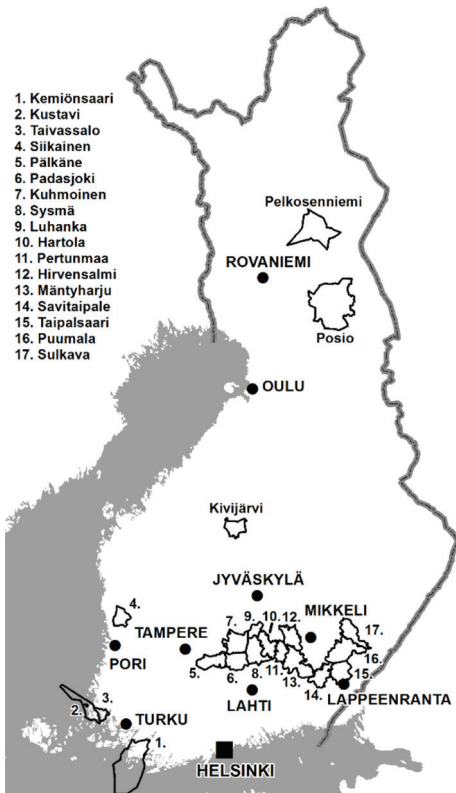 1. Kemiönsaari
2. Kustavi
3. Taivassalo
4. Siikainen
5. Pälkäne
6. Padasjoki
7. Kuhmoinen
8. Sysmä
9. Luhanka
10. Hartola
11. Pertunmaa
12. Hirvensalmi
13. Mäntyharju
14. Savitaipale
15. Taipalsaari
16. Puumala
17. Sulkava
Pelkosenniemi
ROVANIEMI
Posio
OULU
Kivijärvi
JYVÄSKYLÄ
4.
7. 9. 10. 12.
MIKKELI
TAMPERE
17.
PORI
5. 6. 8. 11. 13. 14. 15. 16.
LAHTI
LAPPEENRANTA
2. 3.
TURKU
1.
HELSINKI